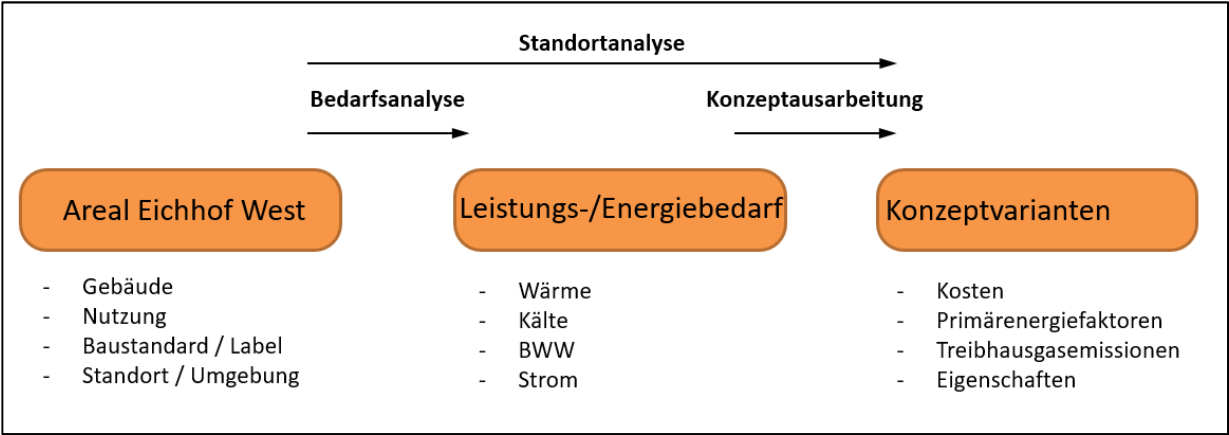 Standortanalyse
Bedarfsanalyse
Konzeptausarbeitung
Areal Eichhof West
Leistungs-/Energiebedarf
Konzeptvarianten
- Gebäude
- Nutzung
- Baustandard / Label
- Standort / Umgebung
- Wärme
- Kälte
- BWW
- Strom
- Kosten
- Primärenergiefaktoren
- Treibhausgasemissionen
- Eigenschaften